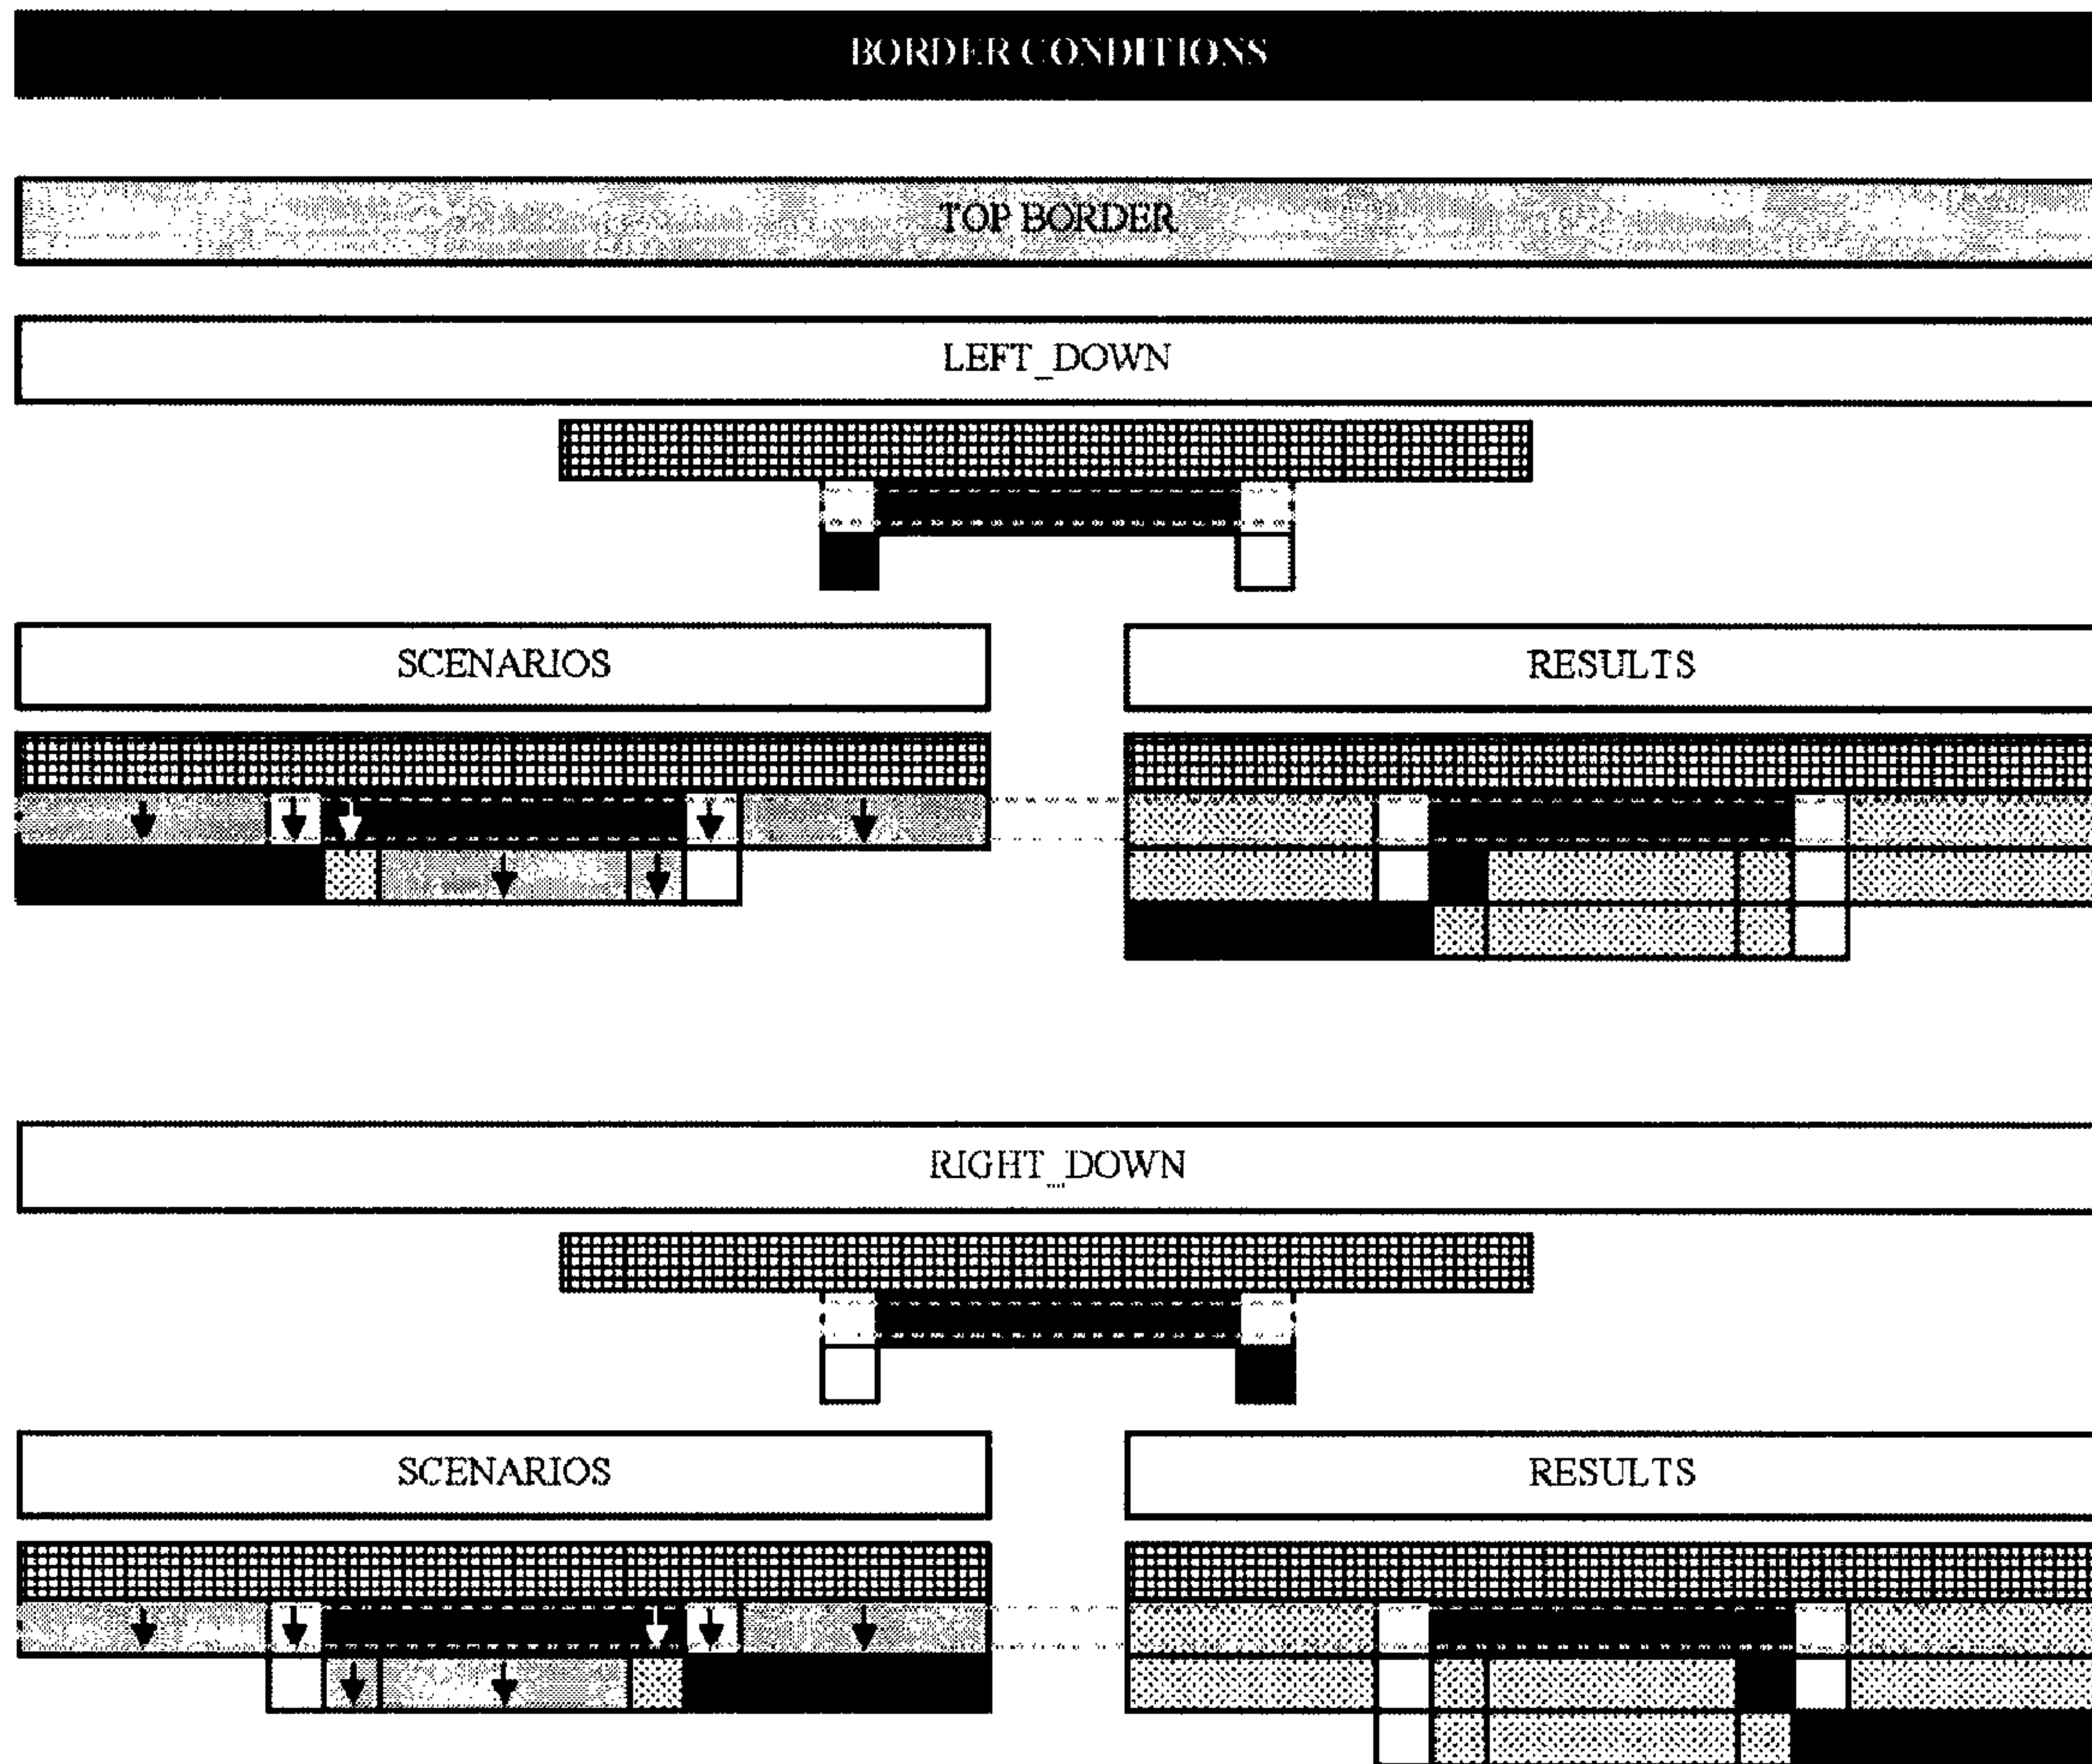 BORDER CONDITIONS
TOP BORDER
LEFT_DOWN
SCENARIOS
RESULTS
RIGHT_DOWN
SCENARIOS
RESULTS